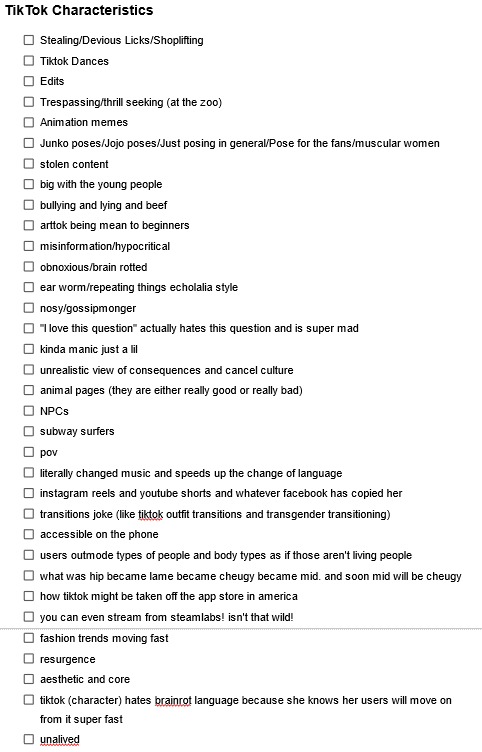 TikTok Characteristics
Stealing/Devious Licks/Shoplifting
Tiktok Dances
Edits
Trespassing/thrill seeking (at the zoo)
Animation memes
Junko poses/Jojo poses/Just posing in general/Pose for the fans/muscular women
stolen content
big with the young people
bullying and lying and beef
arttok being mean to beginners
misinformation/hypocritical
obnoxious/brain rotted
ear worm/repeating things echolalia style
nosy/gossipmonger
"I love this question" actually hates this question and is super mad
kinda manic just a lil
unrealistic view of consequences and cancel culture
animal pages (they are either really good or really bad)
NPCs
subway surfers
pov
literally changed music and speeds up the change of language
instagram reels and youtube shorts and whatever facebook has copied her
transitions joke (like tiktok outfit transitions and transgender transitioning)
accessible on the phone
users outmode types of people and body types as if those aren't living people
what was hip became lame became cheugy became mid. and soon mid will be cheugy
how tiktok might be taken off the app store in america
you can even stream from steamlabs! isn't that wild!
fashion trends moving fast
resurgence
aesthetic and core
tiktok (character) hates brainrot language because she knows her users will move on
from it super fast
unalived